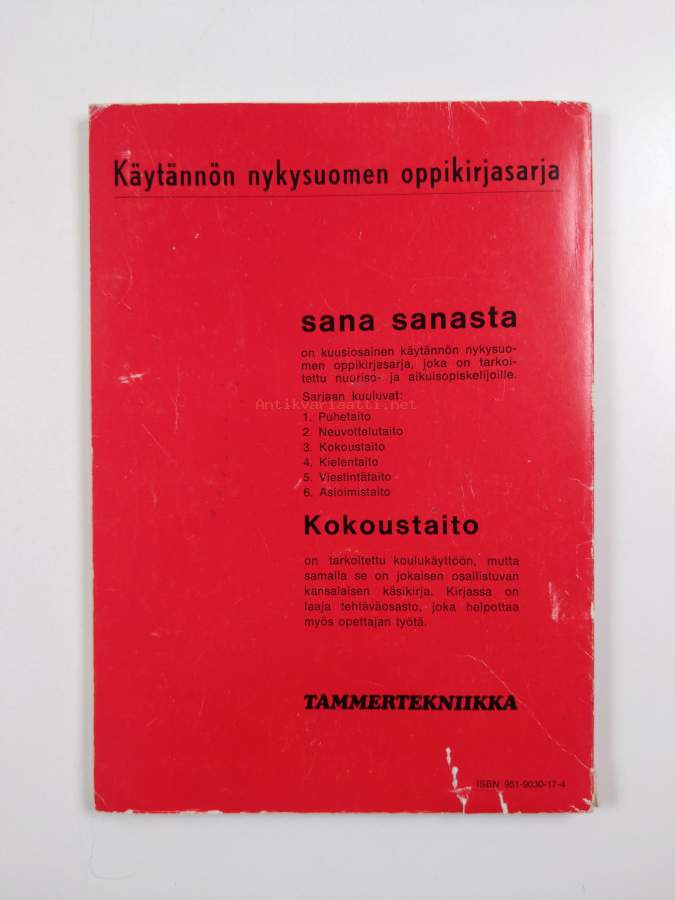 Käytännön nykysuomen oppikirjasarja
sana sanasta
on kuusiosainen käytännön nykysuo-
men oppikirjasarja, joka on tarkoi-
tettu nuoriso- ja aikuisopiskelijoille.
Sarjaan kuuluvat:
Antikvariaatti.net
1. Puhetaito
2. Neuvottelutaito
3. Kokoustaito
4. Kielentaito
5. Viestintätaito
6. Asioimistaito
Kokoustaito
on tarkoitettu koulukäyttöön, mutta
samalla se on jokaisen osallistuvan
kansalaisen käsikirja. Kirjassa on
laaja tehtäväosasto, joka helpottaa
myös opettajan työtä.
TAMMERTEKNIIKKA
ISBN 951-9030-17-4